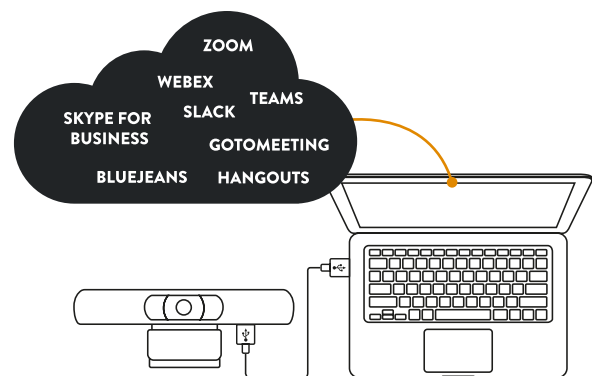 ZOOM
WEBEX
TEAMS
SLACK
SKYPE FOR
BUSINESS
GOTOMEETING
BLUEJEANS
HANGOUTS